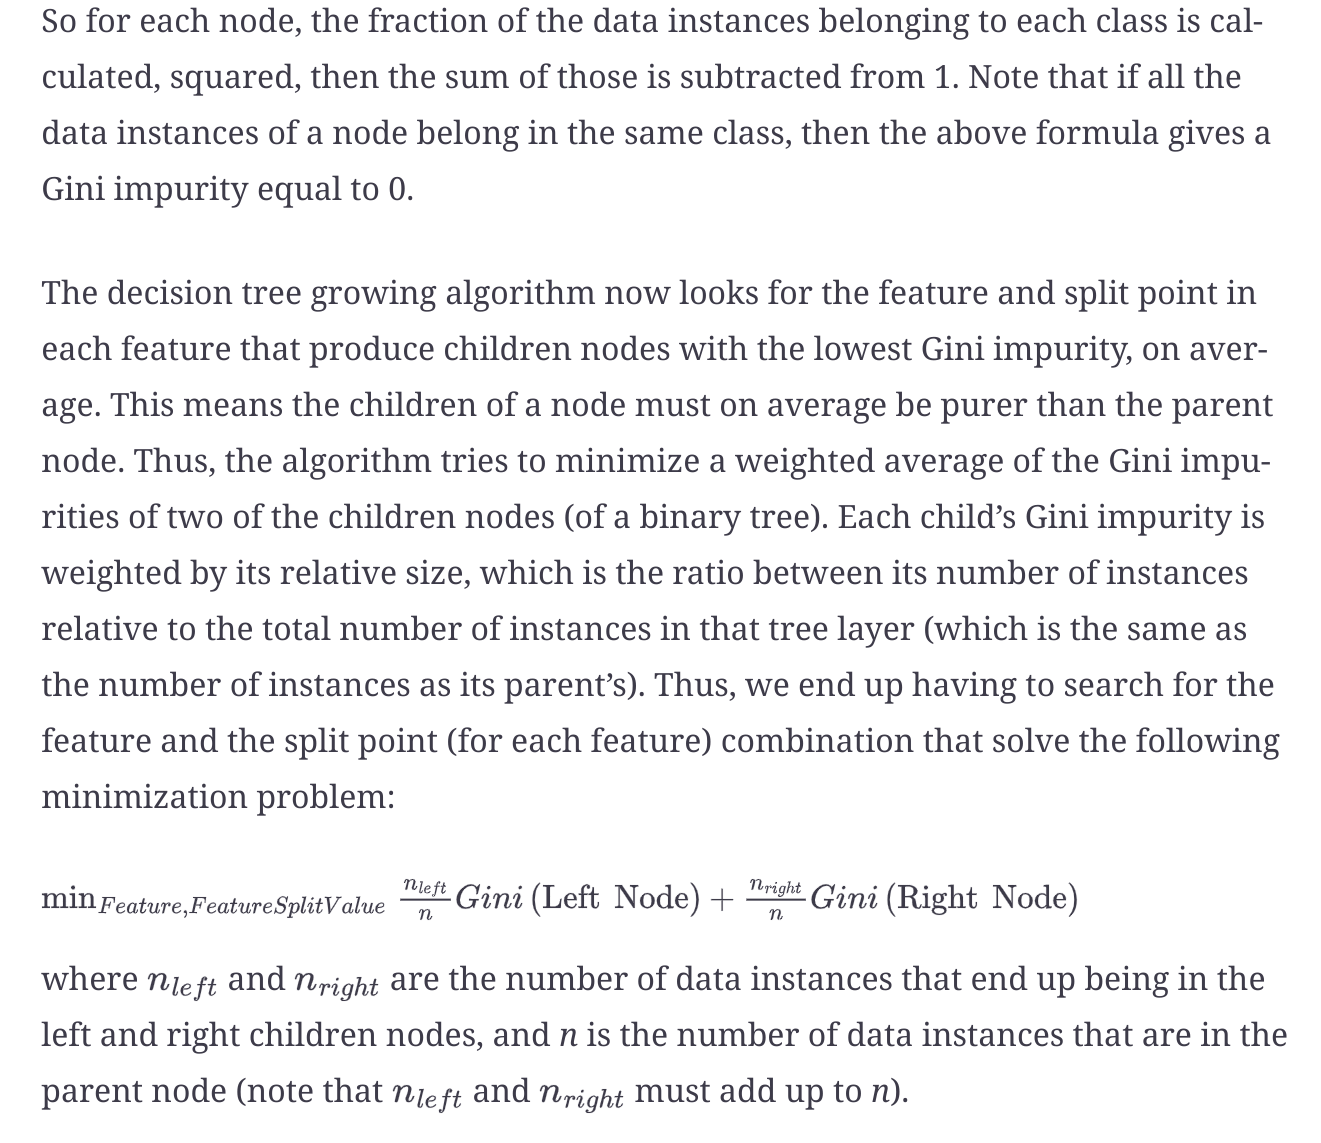 So for each node, the fraction of the data instances belonging to each class is cal-
culated, squared, then the sum of those is subtracted from 1. Note that if all the
data instances of a node belong in the same class, then the above formula gives a
Gini impurity equal to 0.
The decision tree growing algorithm now looks for the feature and split point in
each feature that produce children nodes with the lowest Gini impurity, on aver-
age. This means the children of a node must on average be purer than the parent
node. Thus, the algorithm tries to minimize a weighted average of the Gini impu-
rities of two of the children nodes (of a binary tree). Each child’s Gini impurity is
weighted by its relative size, which is the ratio between its number of instances
relative to the total number of instances in that tree layer (which is the same as
the number of instances as its parent’s). Thus, we end up having to search for the
feature and the split point (for each feature) combination that solve the following
minimization problem:
$\min_{Feature,FeatureSplitValue} \frac{n_{left}}{n} Gini\,(\text{Left Node}) + \frac{n_{right}}{n} Gini\,(\text{Right Node})$
where $n_{left}$ and $n_{right}$ are the number of data instances that end up being in the
left and right children nodes, and n is the number of data instances that are in the
parent node (note that $n_{left}$ and $n_{right}$ must add up to n).